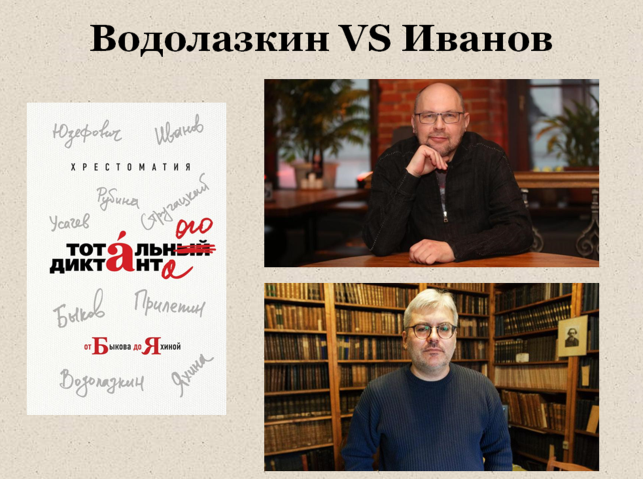 Водолазкин VS Иванов
Юзефович Иванов
ХРЕСТОМАТИЯ
Рубина
Усачев Стругацкий
ого
тотальный
диктанта
Быков Прилепин
от Быкова до Яхиной
Водолазкин Яхина